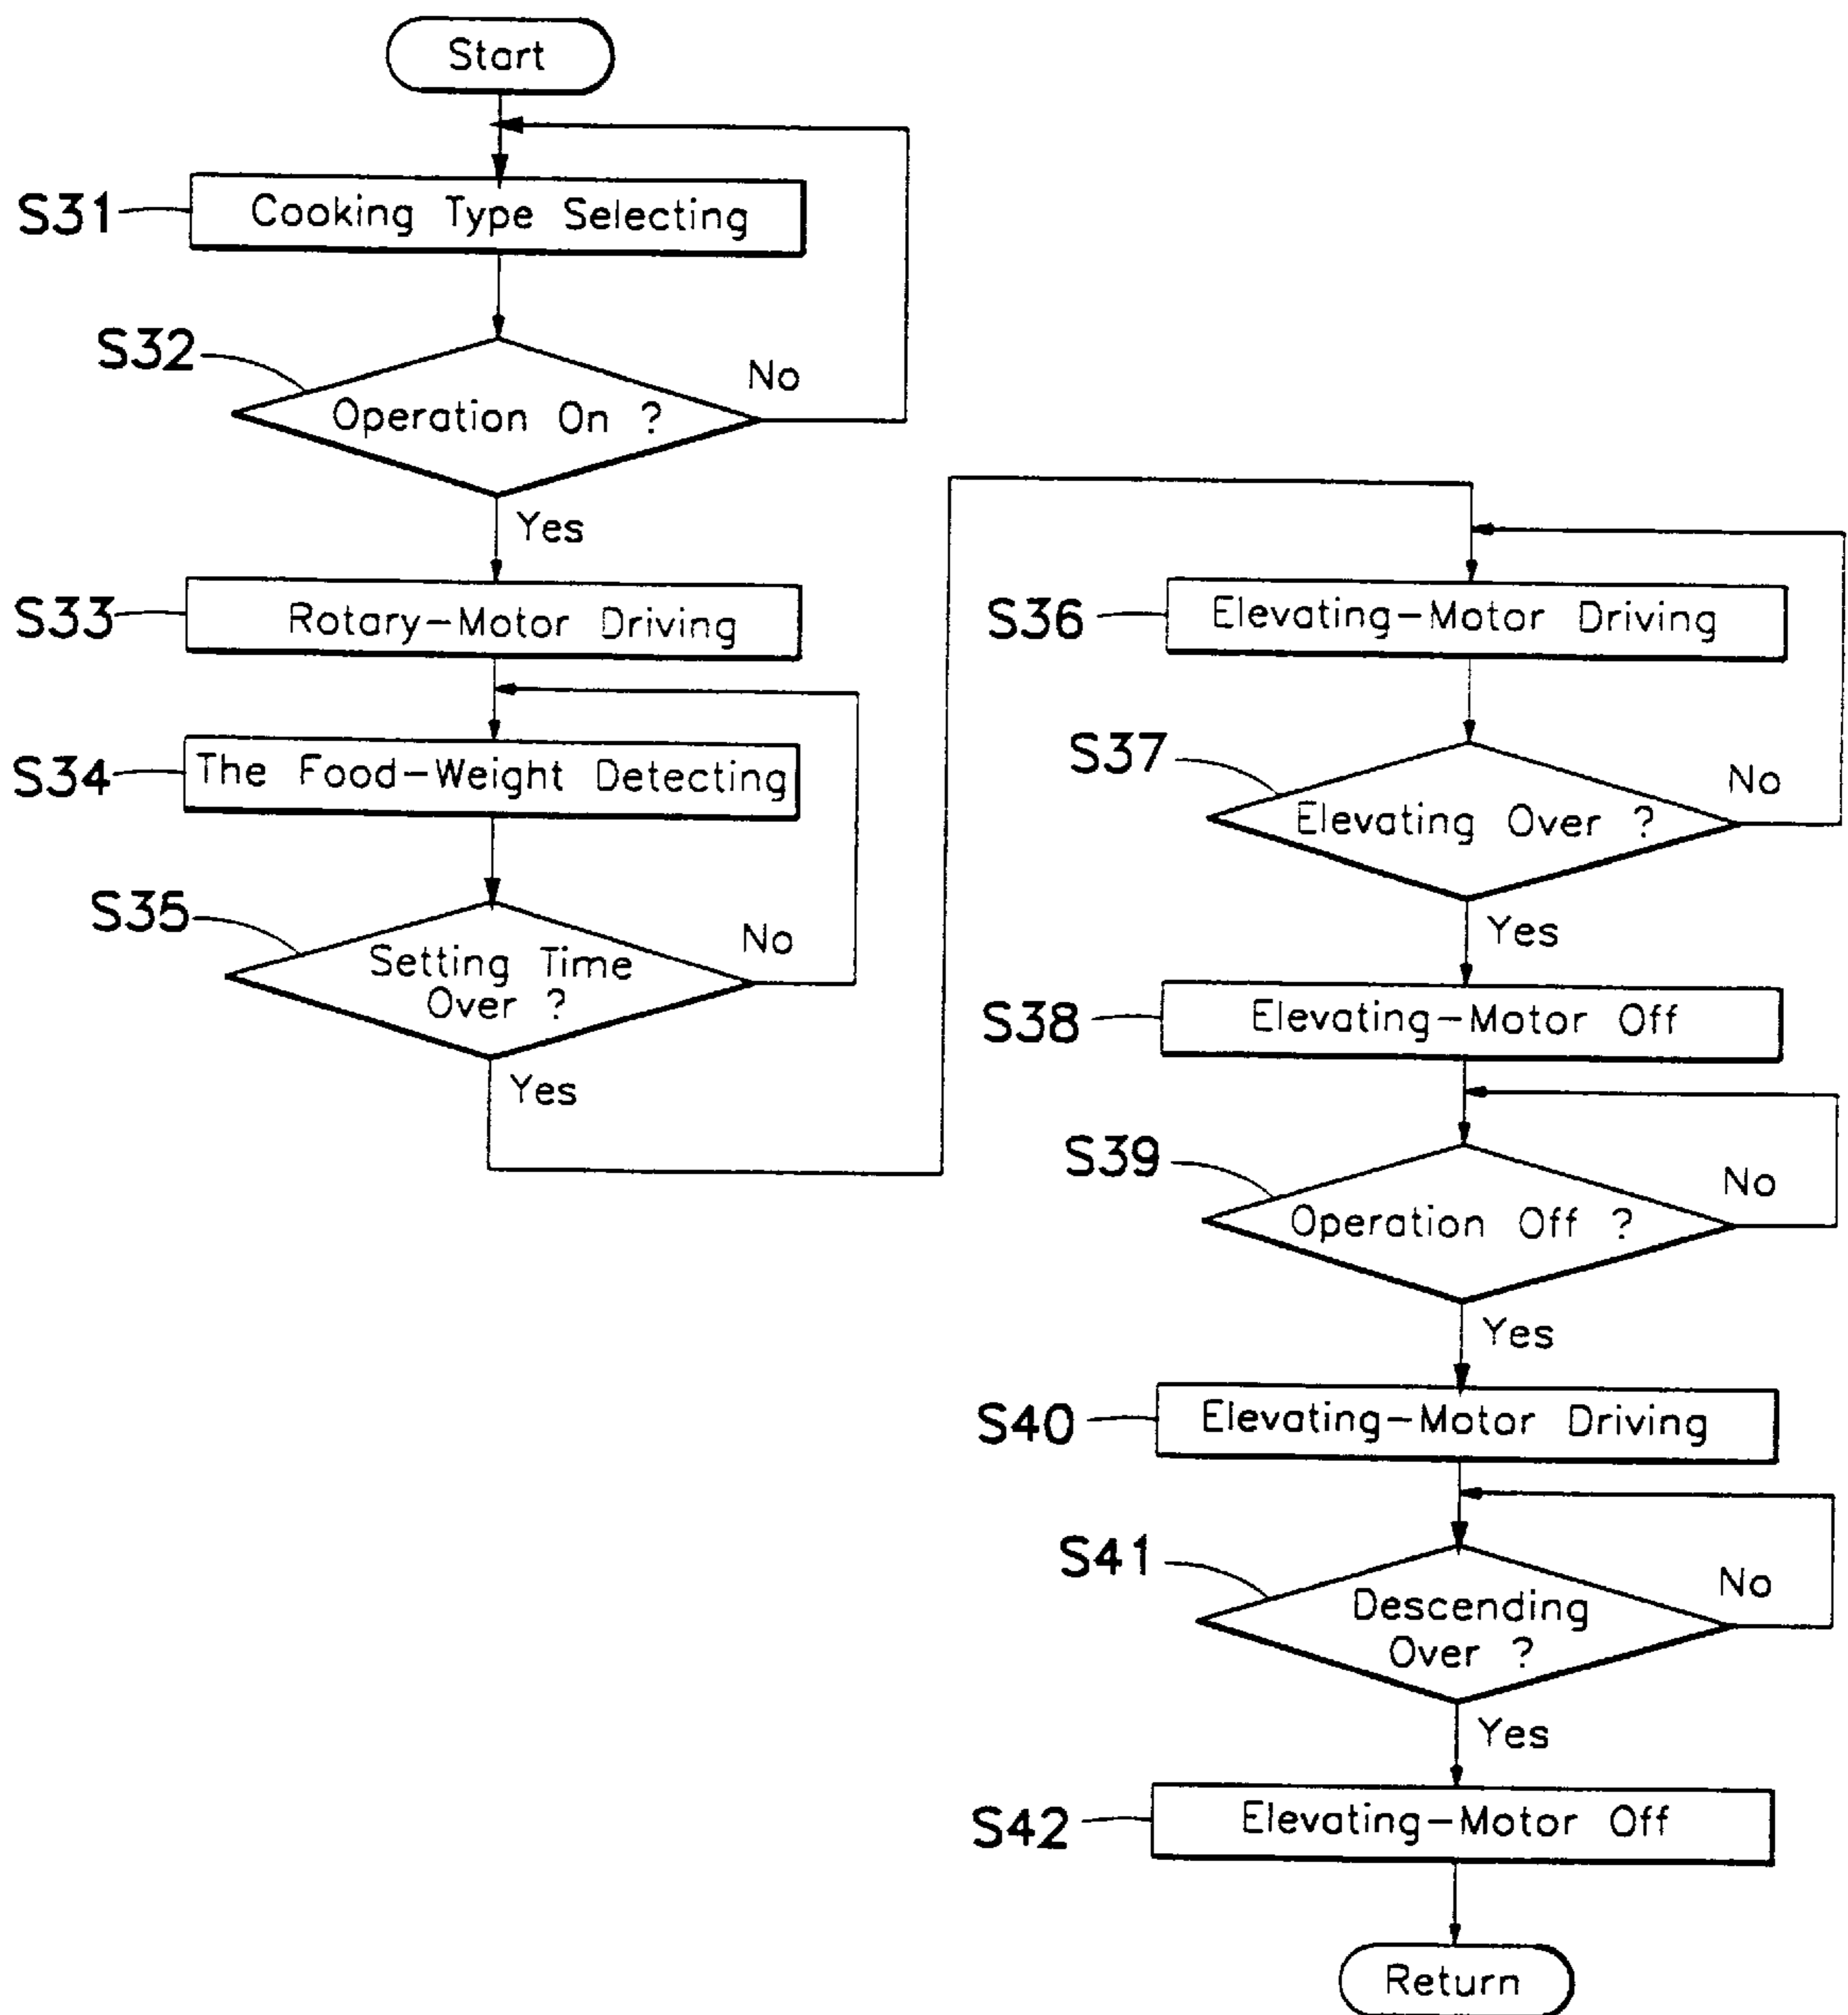 Start
S31
Cooking Type Selecting
S32
Operation On ?
No
Yes
S33
Rotary-Motor Driving
S34
The Food-Weight Detecting
S35
Setting Time
Over ?
No
Yes
S36
Elevating-Motor Driving
S37
Elevating Over ?
No
Yes
S38
Elevating-Motor Off
S39
Operation Off ?
No
Yes
S40
Elevating-Motor Driving
S41
Descending
Over ?
No
Yes
S42
Elevating-Motor Off
Return